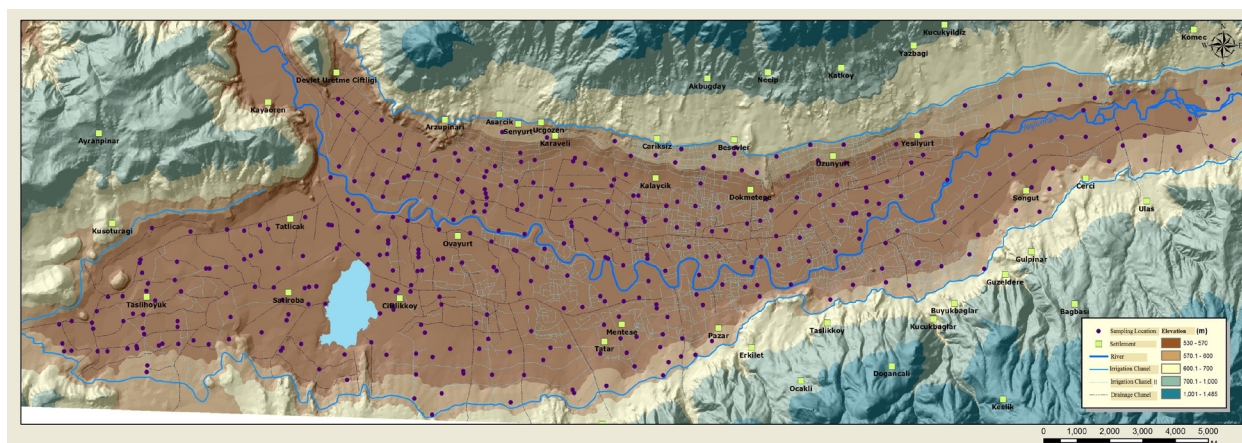 Kucukyildiz
Komec
Yazbagi
Katkoy
Necip
Akbugday
Devlet Uretme Ciftligi
Kayaoren
Asarcik
Arzupinari
Senyurt
Ucgozen
Karaveli
Ayranpinar
Cariksiz
Besevler
Yesilyurt
Uzunyurt
Kalaycik
Dokmetepe
Songut
Cerci
Ulas
Kusoturagi
Tatlicak
Ovayurt
Gulpinar
Guzeldere
Taslihoyuk
Satiroba
Ciftlikkoy
Buyukbaglar
Kucukbaglar
Bagbasi
Mentese
Tatar
Pazar
Taslikkoy
Erkilet
Dogancali
Ocakli
Kizilik
Sampling Location
Settlement
River
Irrigation Chanel
Irrigation Chanel II
Drainage Chanel
Elevation (m)
530 - 570
570.1 - 600
600.1 - 700
700.1 - 1,000
1,001 - 1,485
0 1,000 2,000 3,000 4,000 5,000
M